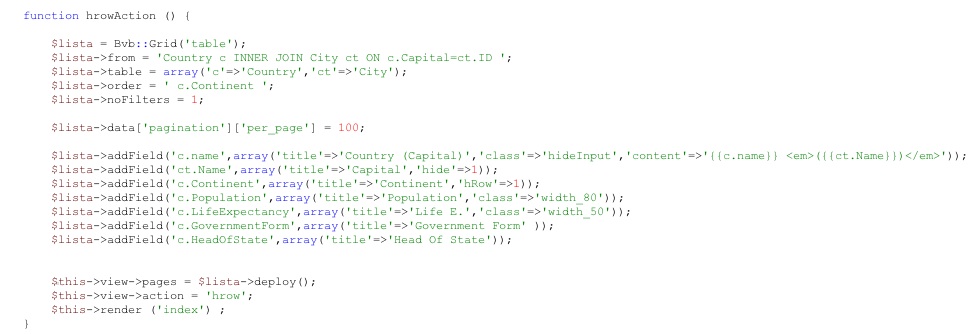 function hrowAction () {
$lista = Bvb::Grid('table');
$lista->from = 'Country c INNER JOIN City ct ON c.Capital=ct.ID ';
$lista->table = array('c'=>'Country','ct'=>'City');
$lista->order = ' c.Continent ';
$lista->noFilters = 1;
$lista->data['pagination']['per_page'] = 100;
$lista->addField('c.name',array('title'=>'Country (Capital)','class'=>'hideInput','content'=>'{{c.name}} <em>({{ct.Name}})</em>'));
$lista->addField('ct.Name',array('title'=>'Capital','hide'=>1));
$lista->addField('c.Continent',array('title'=>'Continent','hRow'=>1));
$lista->addField('c.Population',array('title'=>'Population','class'=>'width_80'));
$lista->addField('c.LifeExpectancy',array('title'=>'Life E.','class'=>'width_50'));
$lista->addField('c.GovernmentForm',array('title'=>'Government Form' ));
$lista->addField('c.HeadOfState',array('title'=>'Head Of State'));
$this->view->pages = $lista->deploy();
$this->view->action = 'hrow';
$this->render ('index') ;
}